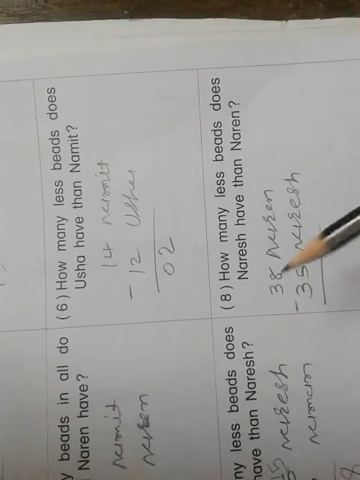 (6) How many less beads does
Usha have than Namit?
14 Namit
- 12 Usha
02
(8) How many less beads does
Naresh have than Naren?
38 Naren
- 35 Naresh
y beads in all do
Naren have?
Namit
Naren
ny less beads does
have than Naresh?
Naresh